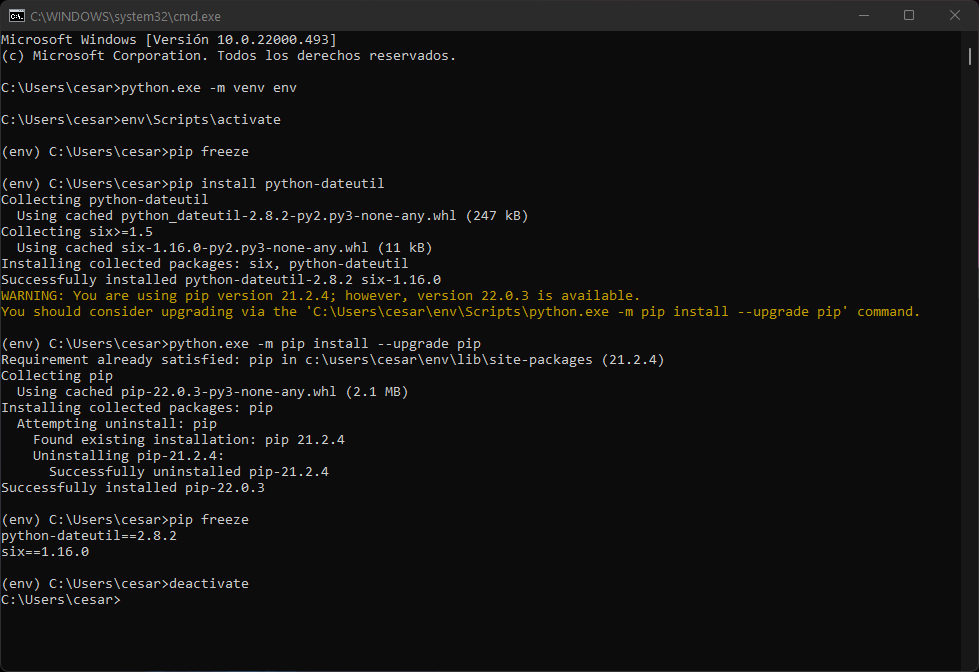 C:\WINDOWS\system32\cmd.exe
Microsoft Windows [Versión 10.0.22000.493]
(c) Microsoft Corporation. Todos los derechos reservados.
C:\Users\cesar>python.exe -m venv env
C:\Users\cesar>env\Scripts\activate
(env) C:\Users\cesar>pip freeze
(env) C:\Users\cesar>pip install python-dateutil
Collecting python-dateutil
  Using cached python_dateutil-2.8.2-py2.py3-none-any.whl (247 kB)
Collecting six>=1.5
  Using cached six-1.16.0-py2.py3-none-any.whl (11 kB)
Installing collected packages: six, python-dateutil
Successfully installed python-dateutil-2.8.2 six-1.16.0
WARNING: You are using pip version 21.2.4; however, version 22.0.3 is available.
You should consider upgrading via the 'C:\Users\cesar\env\Scripts\python.exe -m pip install --upgrade pip' command.
(env) C:\Users\cesar>python.exe -m pip install --upgrade pip
Requirement already satisfied: pip in c:\users\cesar\env\lib\site-packages (21.2.4)
Collecting pip
  Using cached pip-22.0.3-py3-none-any.whl (2.1 MB)
Installing collected packages: pip
  Attempting uninstall: pip
    Found existing installation: pip 21.2.4
    Uninstalling pip-21.2.4:
      Successfully uninstalled pip-21.2.4
Successfully installed pip-22.0.3
(env) C:\Users\cesar>pip freeze
python-dateutil==2.8.2
six==1.16.0
(env) C:\Users\cesar>deactivate
C:\Users\cesar>